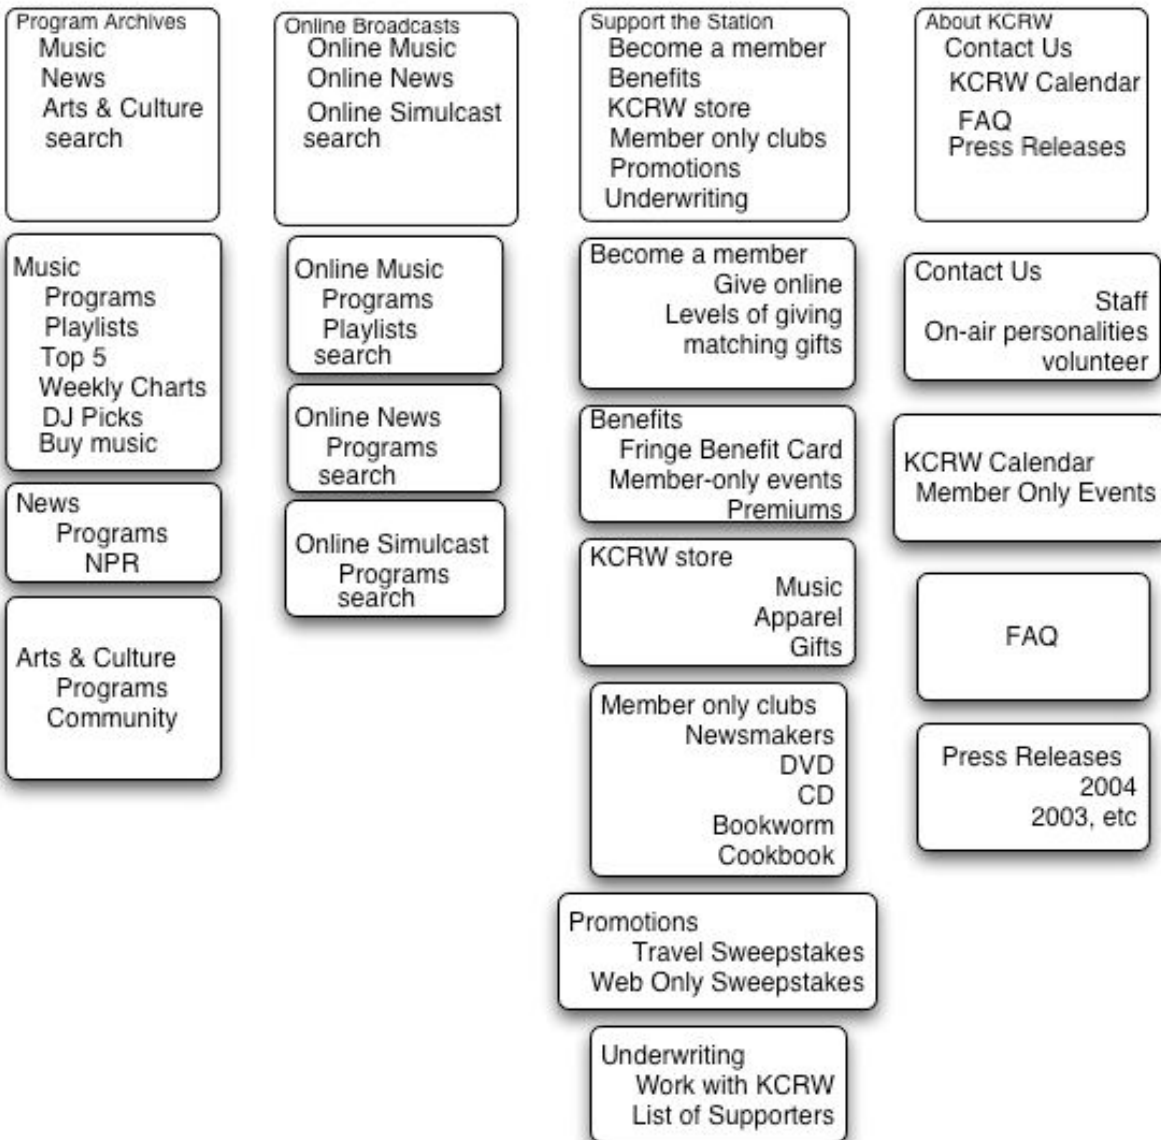 Program Archives
Music
News
Arts & Culture
search
Music
Programs
Playlists
Top 5
Weekly Charts
DJ Picks
Buy music
News
Programs
NPR
Arts & Culture
Programs
Community
Online Broadcasts
Online Music
Online News
Online Simulcast
search
Online Music
Programs
Playlists
search
Online News
Programs
search
Online Simulcast
Programs
search
Support the Station
Become a member
Benefits
KCRW store
Member only clubs
Promotions
Underwriting
Become a member
Give online
Levels of giving
matching gifts
Benefits
Fringe Benefit Card
Member-only events
Premiums
KCRW store
Music
Apparel
Gifts
Member only clubs
Newsmakers
DVD
CD
Bookworm
Cookbook
Promotions
Travel Sweepstakes
Web Only Sweepstakes
Underwriting
Work with KCRW
List of Supporters
About KCRW
Contact Us
KCRW Calendar
FAQ
Press Releases
Contact Us
Staff
On-air personalities
volunteer
KCRW Calendar
Member Only Events
FAQ
Press Releases
2004
2003, etc